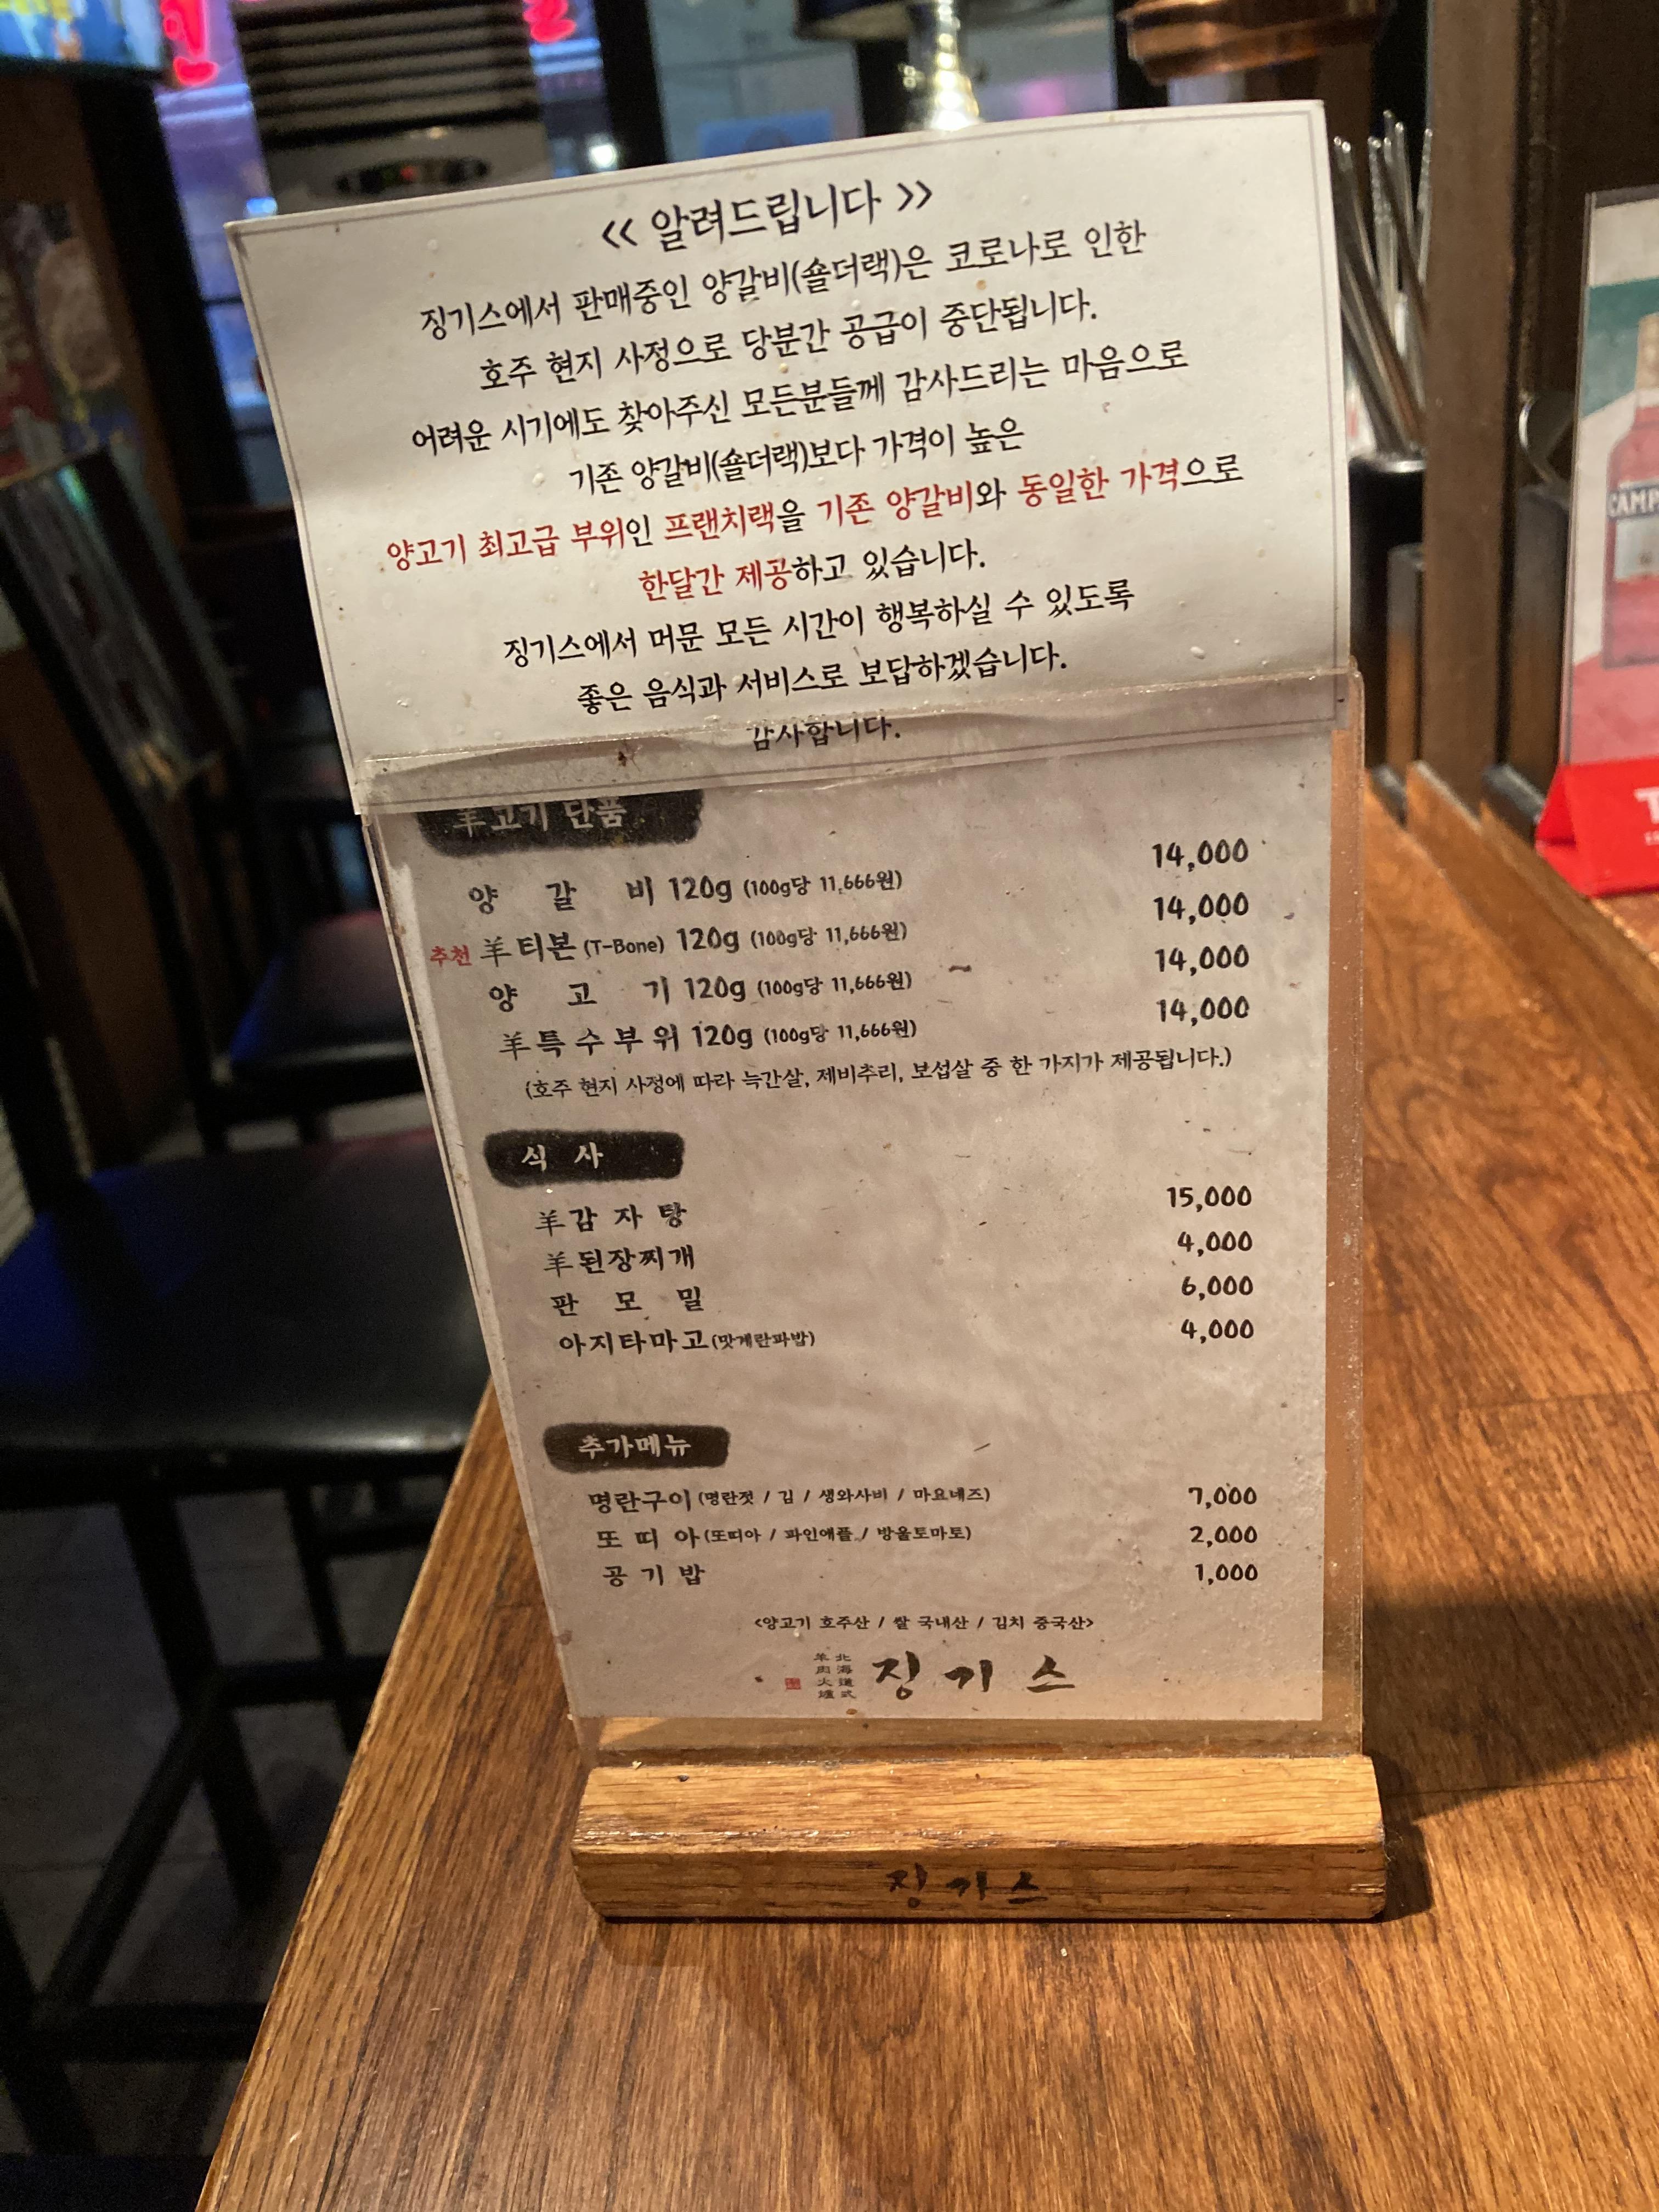 << 알려드립니다 >>
징기스에서 판매중인 양갈비(숄더랙)은 코로나로 인한
호주 현지 사정으로 당분간 공급이 중단됩니다.
어려운 시기에도 찾아주신 모든분들께 감사드리는 마음으로
기존 양갈비(숄더랙)보다 가격이 높은
양고기 최고급 부위인 프랜치랙을 기존 양갈비와 동일한 가격으로
한달간 제공하고 있습니다.
징기스에서 머문 모든 시간이 행복하실 수 있도록
좋은 음식과 서비스로 보답하겠습니다.
감사합니다.
羊고기 단품
양 갈 비 120g (100g당 11,666원) 14,000
추천 羊티본 (T-Bone) 120g (100g당 11,666원) 14,000
양 고 기 120g (100g당 11,666원) 14,000
羊특수부위 120g (100g당 11,666원) 14,000
(호주 현지 사정에 따라 늑간살, 제비추리, 보섭살 중 한 가지가 제공됩니다.)
식 사
羊감자탕 15,000
羊된장찌개 4,000
판 모 밀 6,000
아지타마고(맛계란파밥) 4,000
추가메뉴
명란구이 (명란젓 / 김 / 생와사비 / 마요네즈) 7,000
또 띠 아 (또띠아 / 파인애플 / 방울토마토) 2,000
공 기 밥 1,000
<양고기 호주산 / 쌀 국내산 / 김치 중국산>
北海道式
羊肉火爐
징기스
징기스
CAMP
T